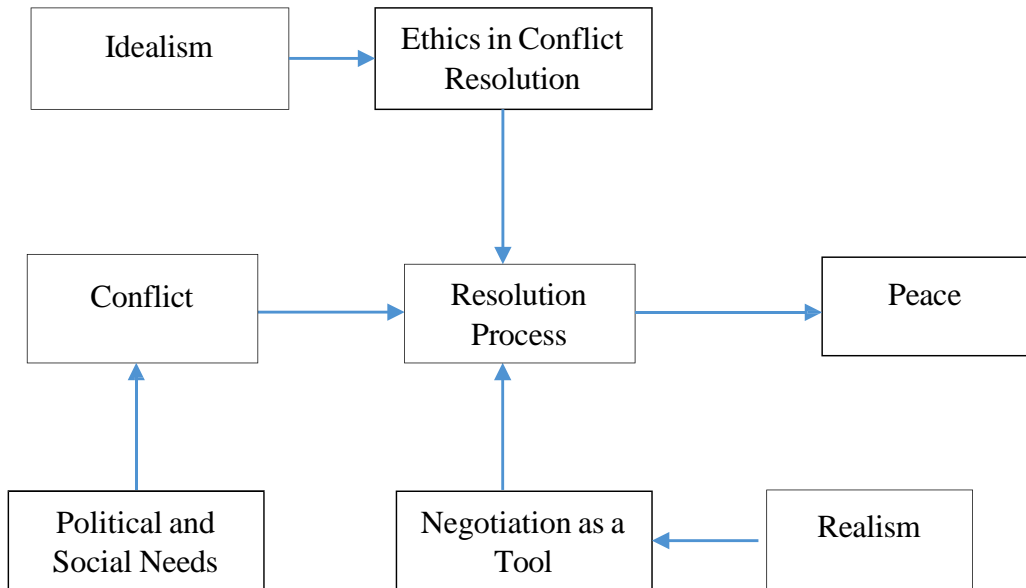 Idealism
Ethics in Conflict
Resolution
Conflict
Resolution
Process
Peace
Political and
Social Needs
Negotiation as a
Tool
Realism